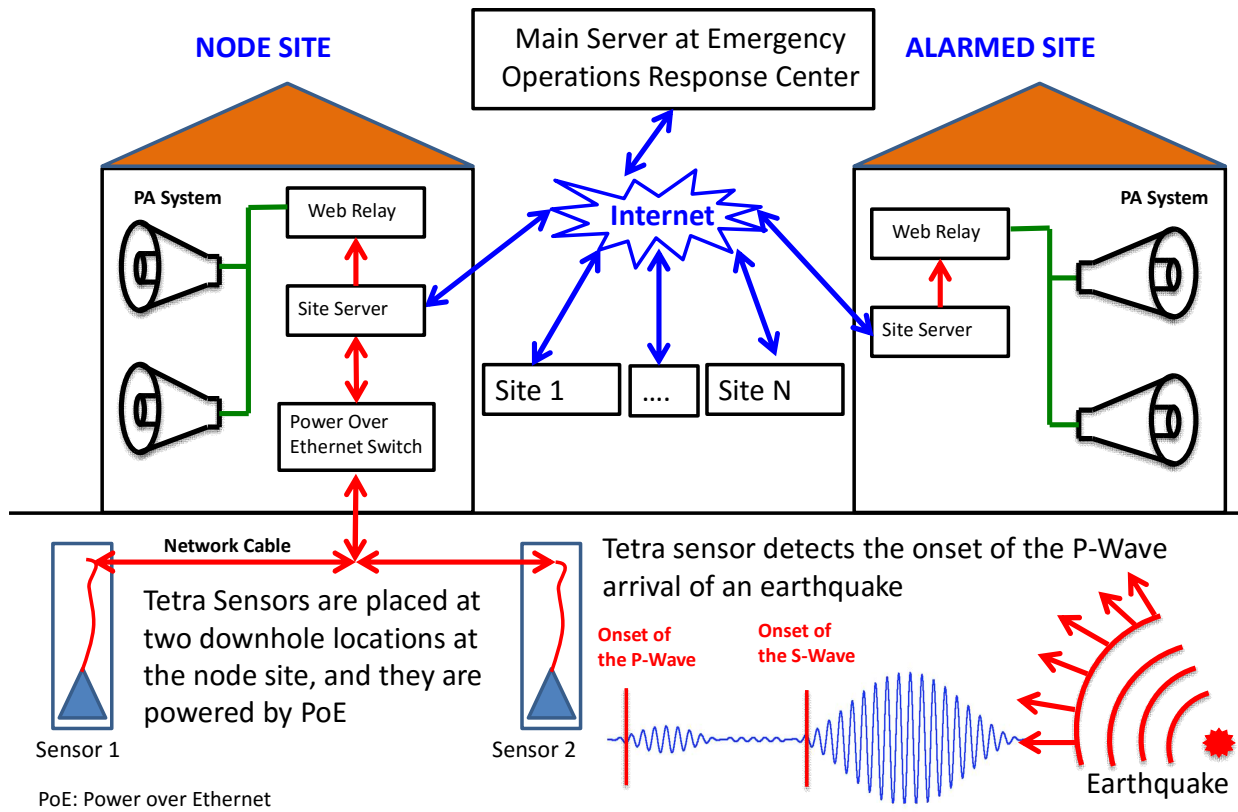 NODE SITE
Main Server at Emergency
Operations Response Center
ALARMED SITE
PA System
Web Relay
Internet
Web Relay
PA System
Site Server
Site Server
Site 1
....
Site N
Power Over
Ethernet Switch
Network Cable
Tetra Sensors are placed at
two downhole locations at
the node site, and they are
powered by PoE
Sensor 1
Sensor 2
Tetra sensor detects the onset of the P-Wave
arrival of an earthquake
Onset of
the P-Wave
Onset of
the S-Wave
Earthquake
PoE: Power over Ethernet